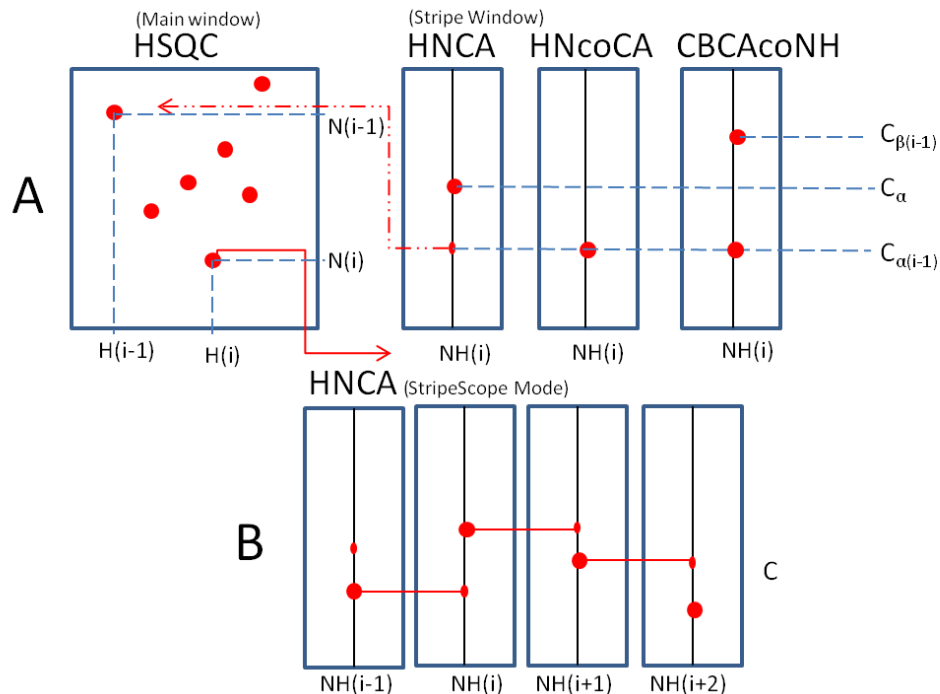 (Main window)
HSQC
(Stripe Window)
HNCA
HNcoCA
CBCAcoNH
A
N(i-1)
N(i)
H(i-1)
H(i)
Cβ(i-1)
Cα
Cα(i-1)
NH(i)
NH(i)
NH(i)
HNCA (StripeScope Mode)
B
C
NH(i-1)
NH(i)
NH(i+1)
NH(i+2)